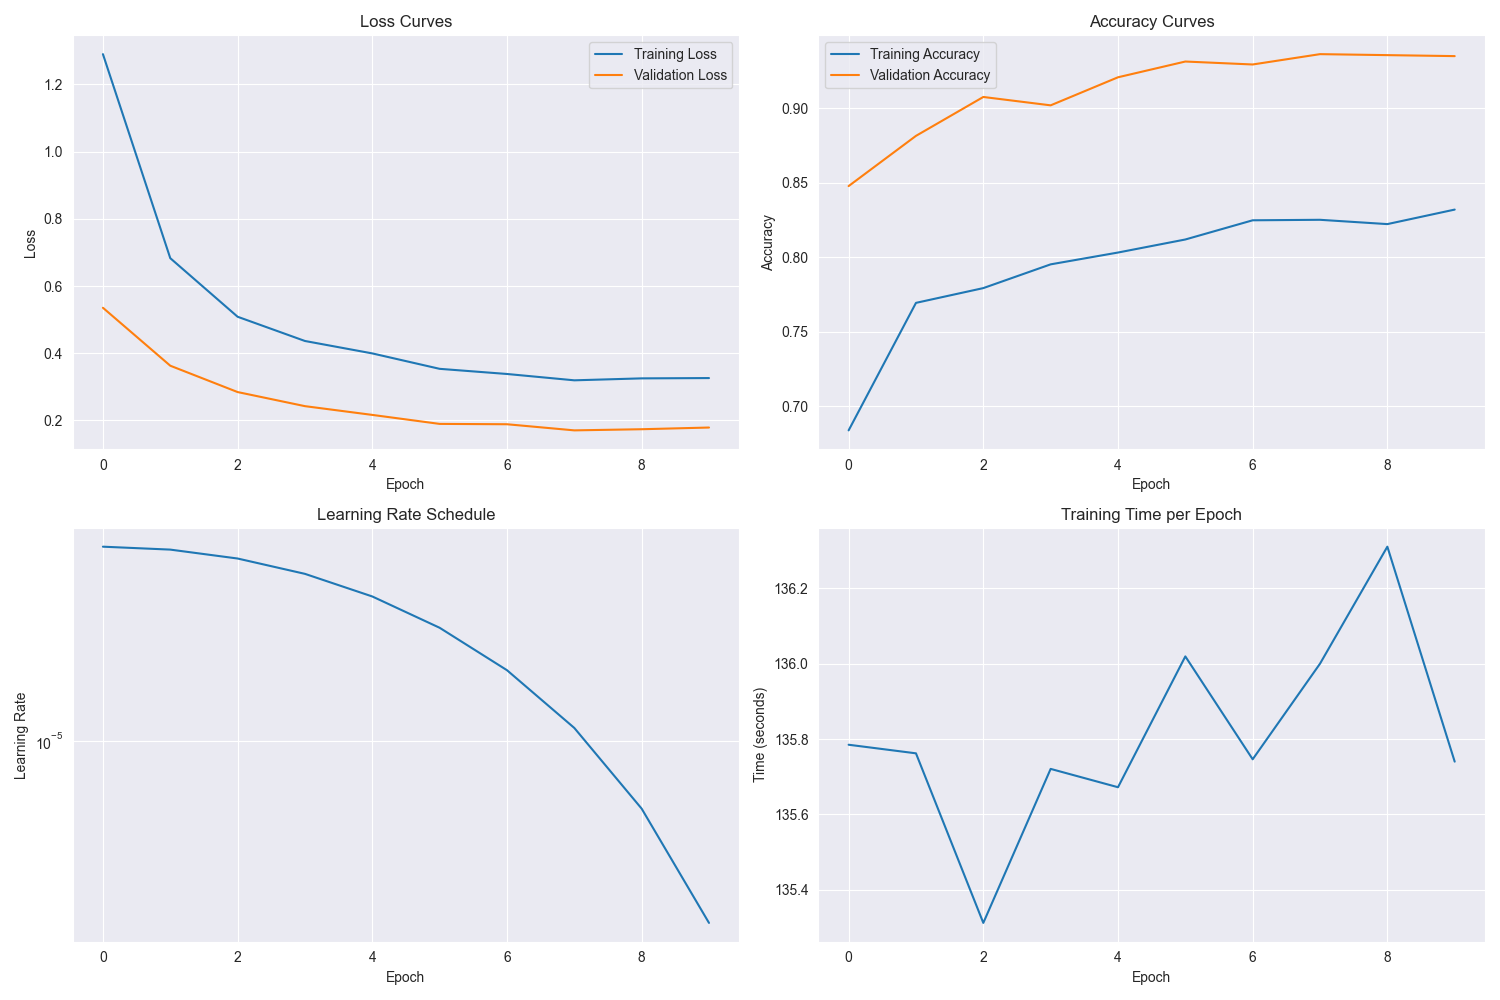 Loss Curves
Training Loss
Validation Loss
1.2
1.0
0.8
0.6
0.4
0.2
Loss
0 2 4 6 8
Epoch
Accuracy Curves
Training Accuracy
Validation Accuracy
0.90
0.85
0.80
0.75
0.70
Accuracy
0 2 4 6 8
Epoch
Learning Rate Schedule
10⁻⁵
Learning Rate
0 2 4 6 8
Epoch
Training Time per Epoch
136.2
136.0
135.8
135.6
135.4
Time (seconds)
0 2 4 6 8
Epoch